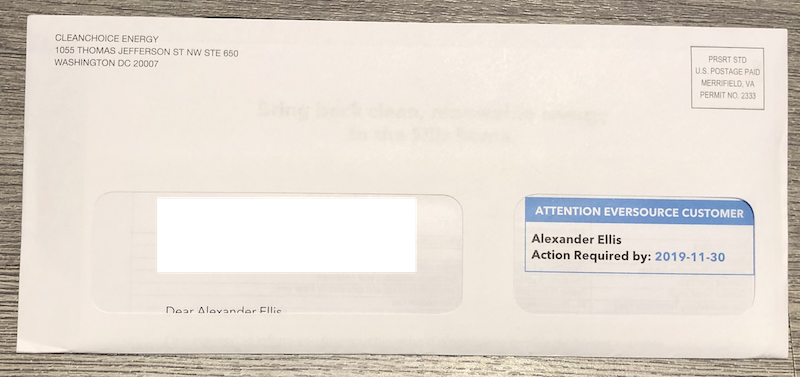 CLEANCHOICE ENERGY
1055 THOMAS JEFFERSON ST NW STE 650
WASHINGTON DC 20007
PRSRT STD
U.S. POSTAGE PAID
MERRIFIELD, VA
PERMIT NO. 2333
ATTENTION EVERSOURCE CUSTOMER
Alexander Ellis
Action Required by: 2019-11-30
Dear Alexander Ellis